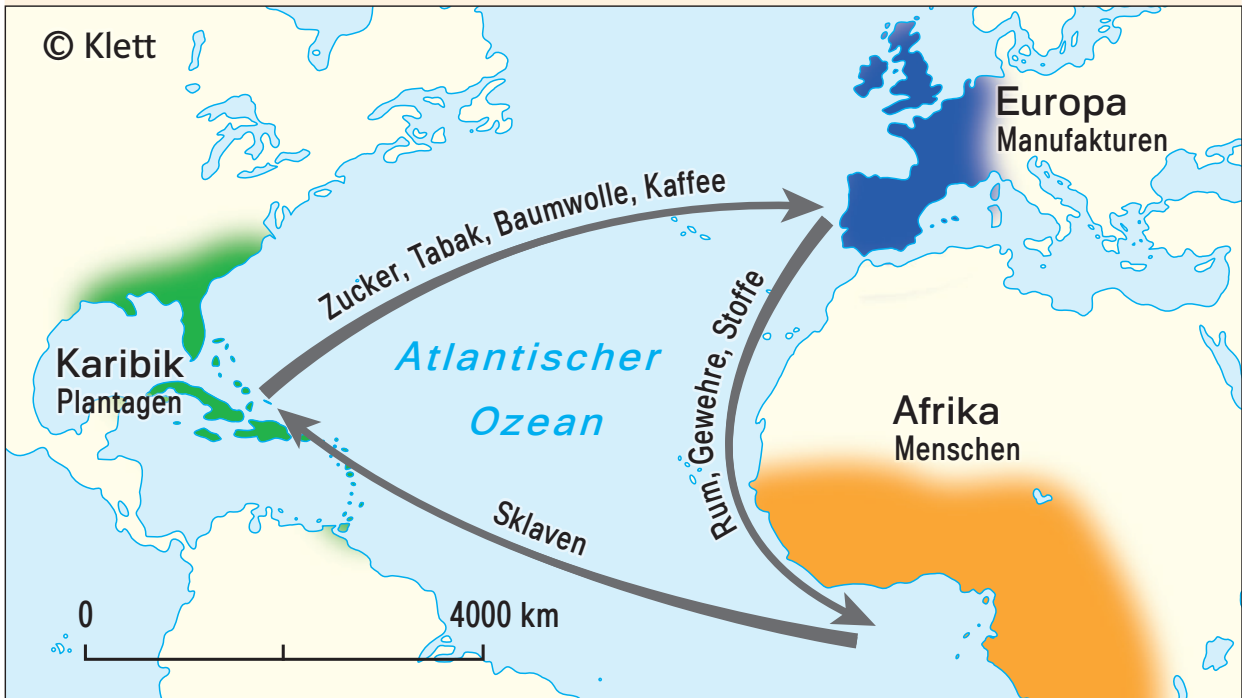 © Klett
Europa
Manufakturen
Zucker, Tabak, Baumwolle, Kaffee
Rum, Gewehre, Stoffe
Karibik
Plantagen
Atlantischer
Ozean
Afrika
Menschen
Sklaven
0
4000 km